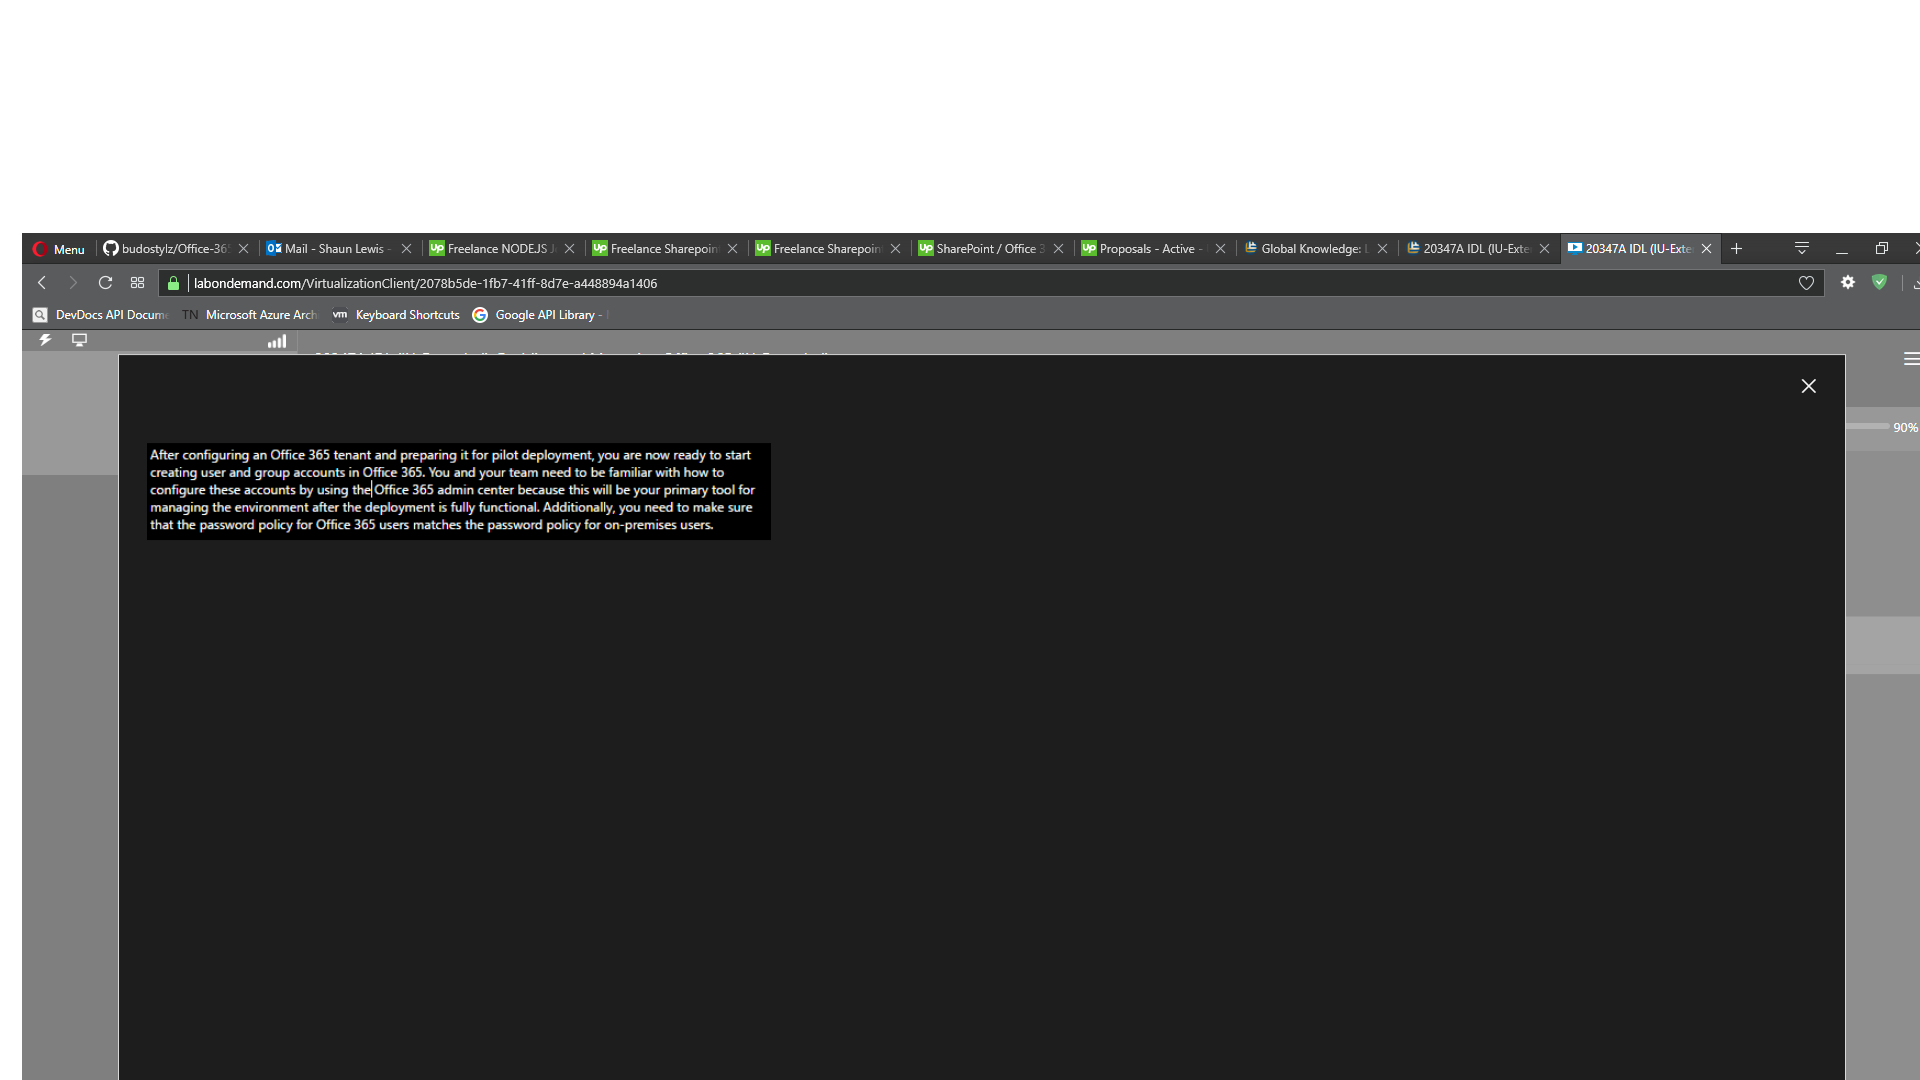 Menu budostylz/Office-365 Mail - Shaun Lewis - Freelance NODEJS J Freelance Sharepoint Freelance Sharepoint SharePoint / Office 3 Proposals - Active - Global Knowledge: L 20347A IDL (IU-Exte 20347A IDL (IU-Exte
labondemand.com/VirtualizationClient/2078b5de-1fb7-41ff-8d7e-a448894a1406
DevDocs API Docume TN Microsoft Azure Arch vm Keyboard Shortcuts Google API Library -
90%
After configuring an Office 365 tenant and preparing it for pilot deployment, you are now ready to start
creating user and group accounts in Office 365. You and your team need to be familiar with how to
configure these accounts by using the Office 365 admin center because this will be your primary tool for
managing the environment after the deployment is fully functional. Additionally, you need to make sure
that the password policy for Office 365 users matches the password policy for on-premises users.